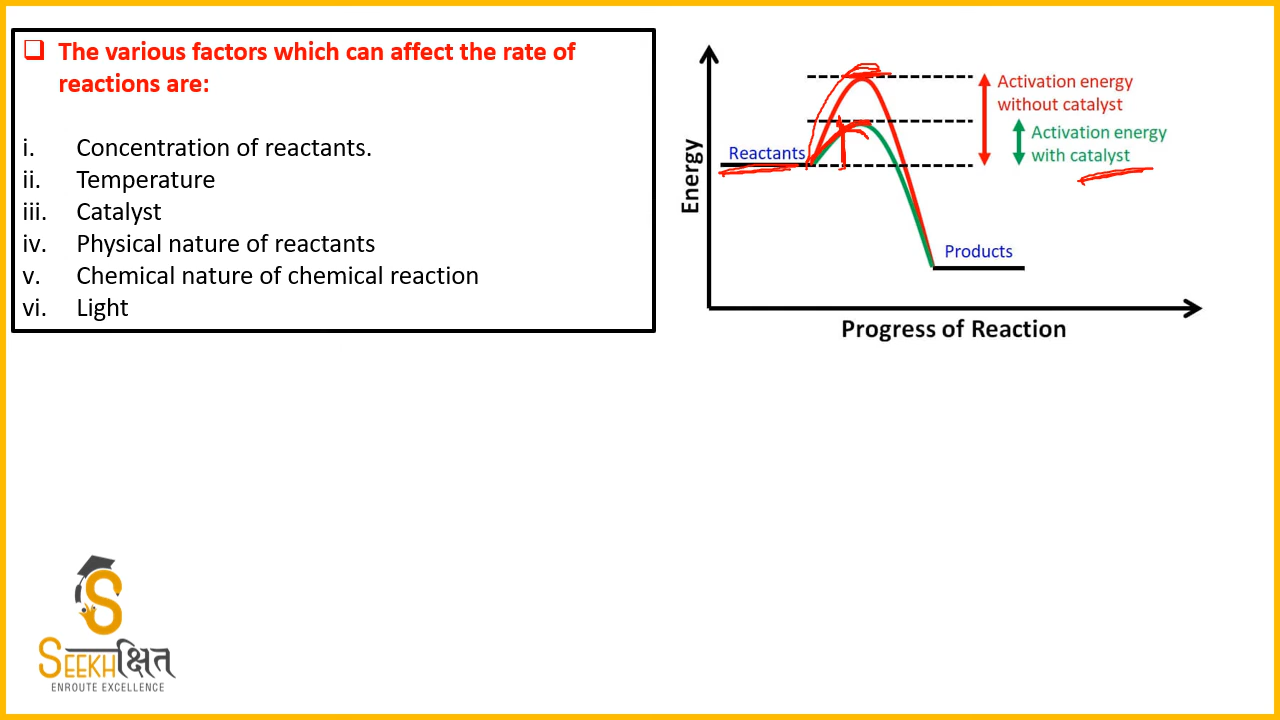 ❑ The various factors which can affect the rate of
reactions are:
i. Concentration of reactants.
ii. Temperature
iii. Catalyst
iv. Physical nature of reactants
v. Chemical nature of chemical reaction
vi. Light
Energy
Reactants
Activation energy
without catalyst
Activation energy
with catalyst
Products
Progress of Reaction
S
SEEKHक्षित
ENROUTE EXCELLENCE